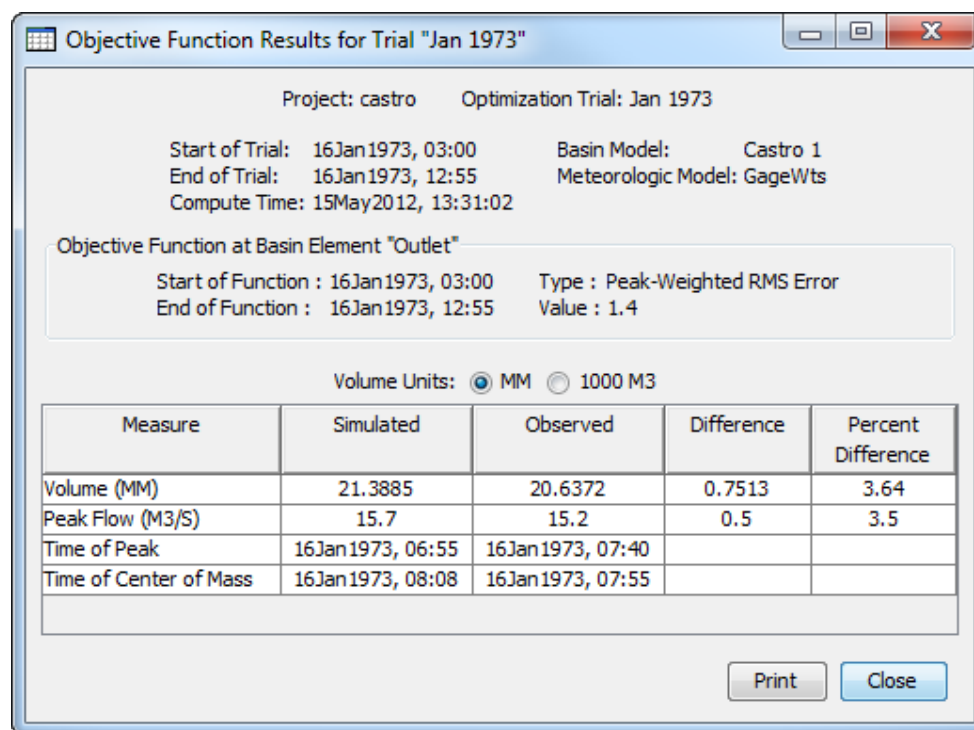 Objective Function Results for Trial "Jan 1973"
Project: castro Optimization Trial: Jan 1973
Start of Trial: 16Jan1973, 03:00 Basin Model: Castro 1
End of Trial: 16Jan1973, 12:55 Meteorologic Model: GageWts
Compute Time: 15May2012, 13:31:02
Objective Function at Basin Element "Outlet"
Start of Function : 16Jan1973, 03:00 Type : Peak-Weighted RMS Error
End of Function : 16Jan1973, 12:55 Value : 1.4
Volume Units: MM 1000 M3
Measure Simulated Observed Difference Percent
Difference
Volume (MM) 21.3885 20.6372 0.7513 3.64
Peak Flow (M3/S) 15.7 15.2 0.5 3.5
Time of Peak 16Jan1973, 06:55 16Jan1973, 07:40
Time of Center of Mass 16Jan1973, 08:08 16Jan1973, 07:55
Print Close